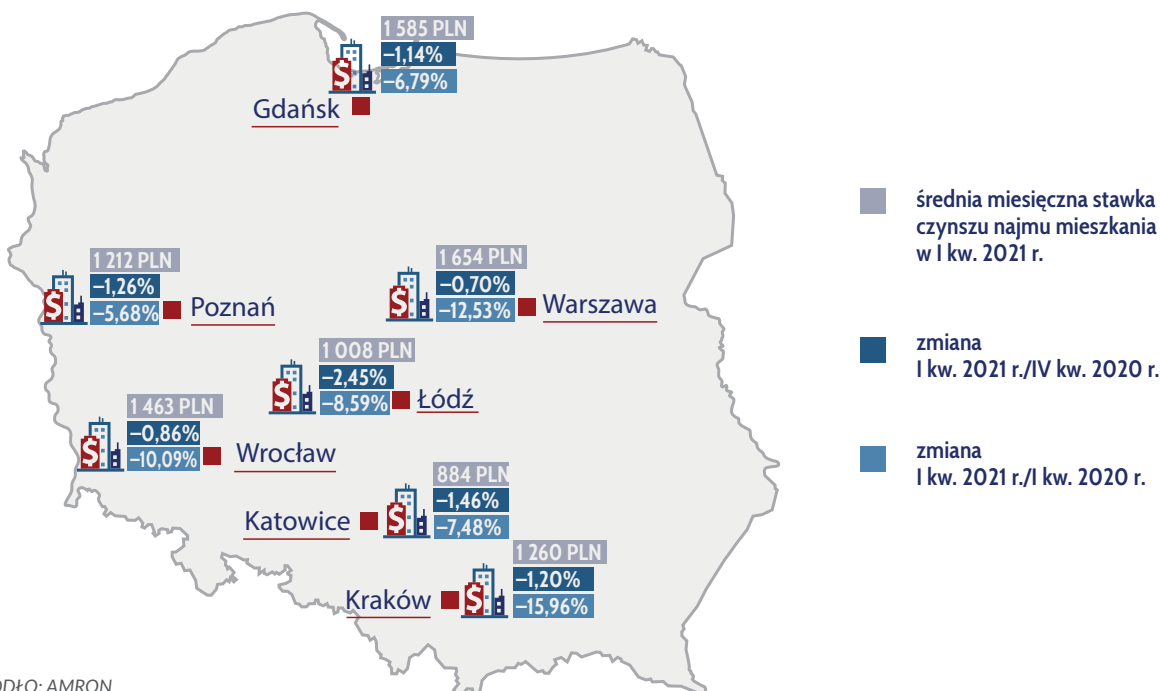 1 585 PLN
–1,14%
–6,79%
Gdańsk
1 212 PLN
–1,26%
–5,68%
Poznań
1 654 PLN
–0,70%
–12,53%
Warszawa
1 008 PLN
–2,45%
–8,59%
Łódź
1 463 PLN
–0,86%
–10,09%
Wrocław
884 PLN
–1,46%
–7,48%
Katowice
1 260 PLN
–1,20%
–15,96%
Kraków
średnia miesięczna stawka
czynszu najmu mieszkania
w I kw. 2021 r.
zmiana
I kw. 2021 r./IV kw. 2020 r.
zmiana
I kw. 2021 r./I kw. 2020 r.
AMRON